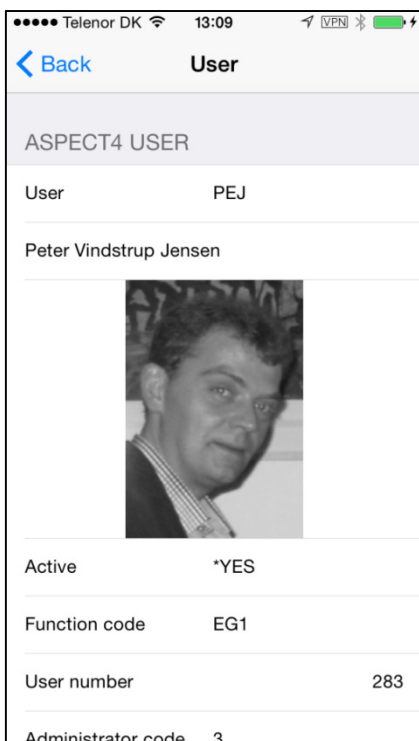 Telenor DK 13:09 VPN
Back User
ASPECT4 USER
User PEJ
Peter Vindstrup Jensen
Active *YES
Function code EG1
User number 283
Administrator code 3